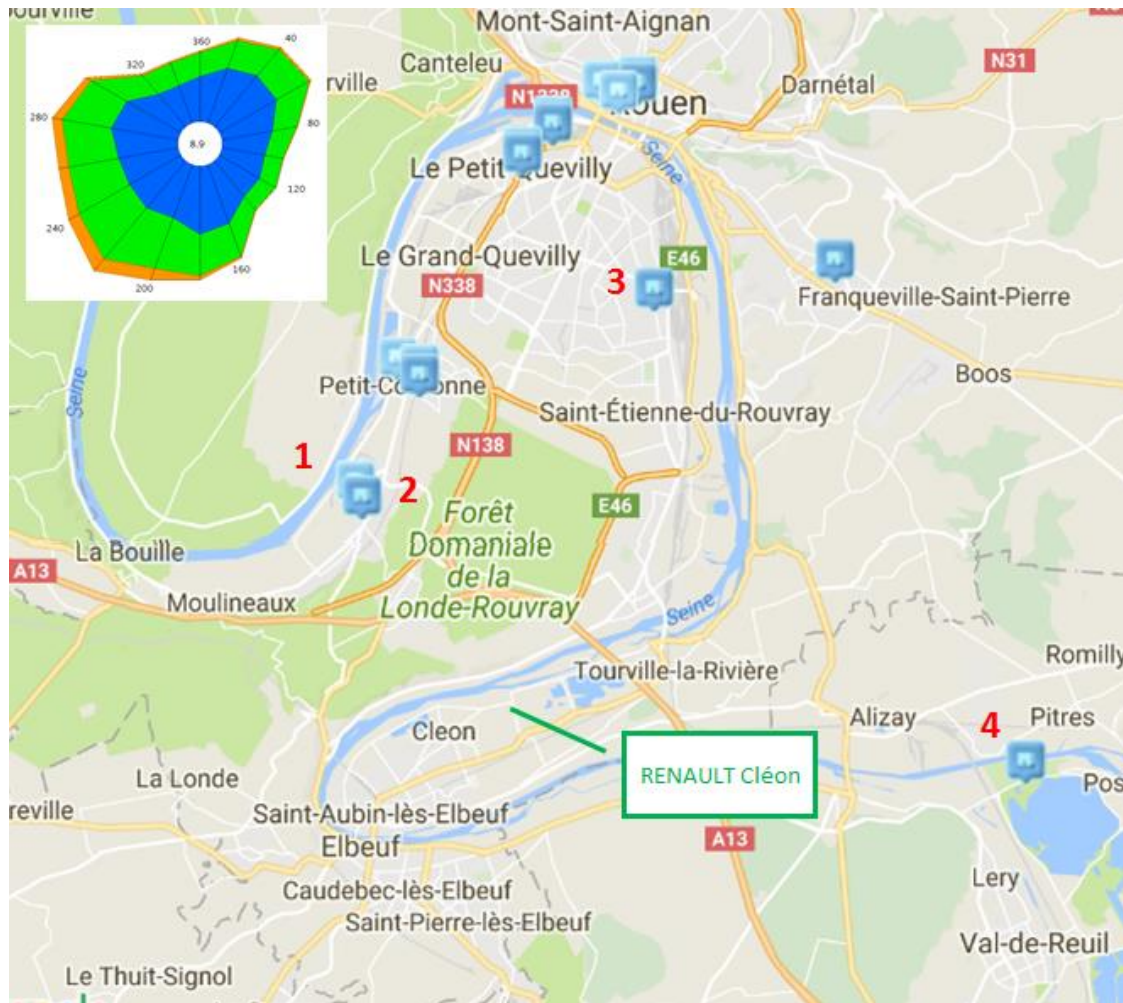 ourville
Mont-Saint-Aignan
N31
Canteleu
Darnétal
rville
N1338
Rouen
Seine
Le Petit-Quevilly
Le Grand-Quevilly
E46
N338
3
Franqueville-Saint-Pierre
360
40
320
280
8.9
80
120
240
160
200
Seine
Petit-Couronne
Boos
Saint-Étienne-du-Rouvray
N138
1
2
E46
Forêt
Domaniale
de la
Londe-Rouvray
La Bouille
A13
Moulineaux
Seine
Tourville-la-Rivière
Romilly
Cleon
Alizay
4
Pitres
RENAULT Cléon
La Londe
Pos
reville
Saint-Aubin-lès-Elbeuf
Elbeuf
A13
Caudebec-lès-Elbeuf
Saint-Pierre-lès-Elbeuf
Lery
Val-de-Reuil
Le Thuit-Signol